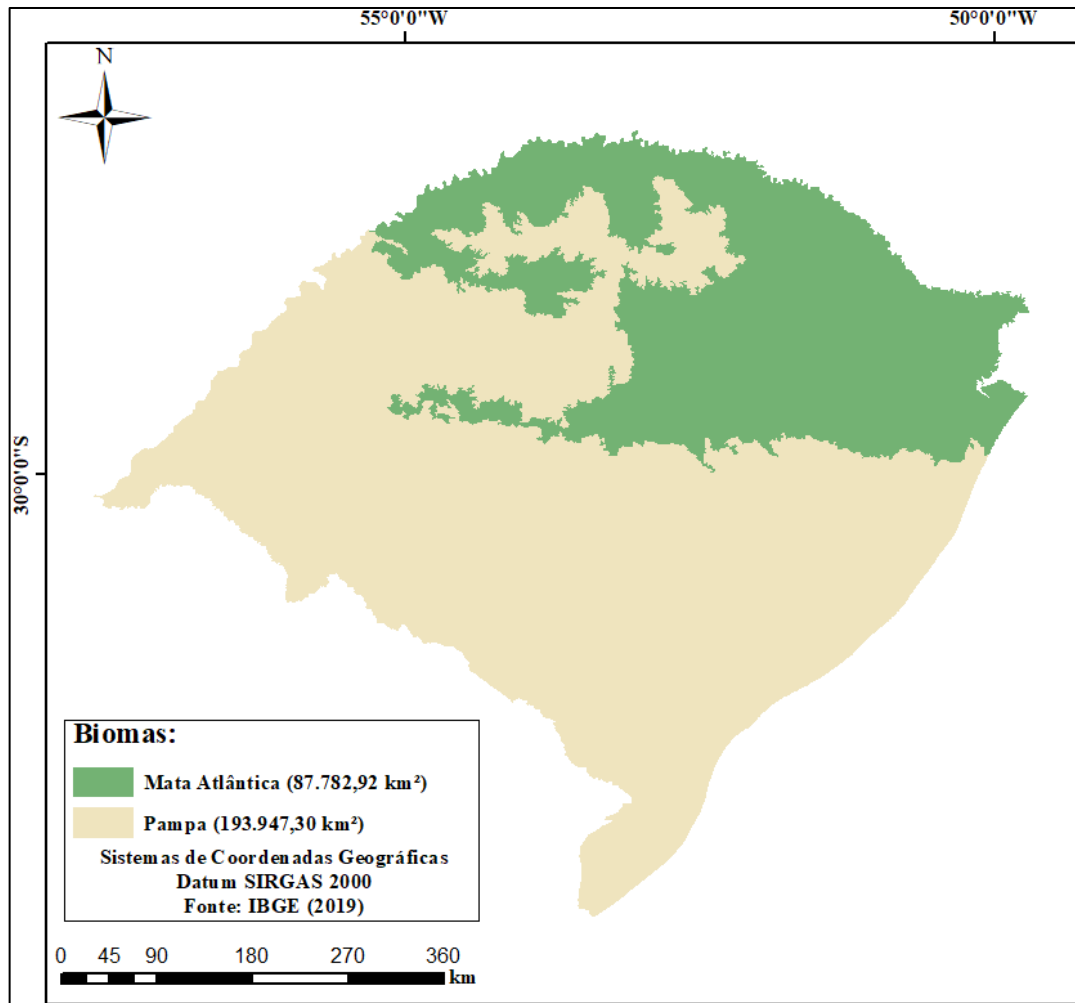 55°0'0"W 50°0'0"W
N
30°0'0"S
Biomas:
Mata Atlântica (87.782,92 km²)
Pampa (193.947,30 km²)
Sistemas de Coordenadas Geográficas
Datum SIRGAS 2000
Fonte: IBGE (2019)
0 45 90 180 270 360
km